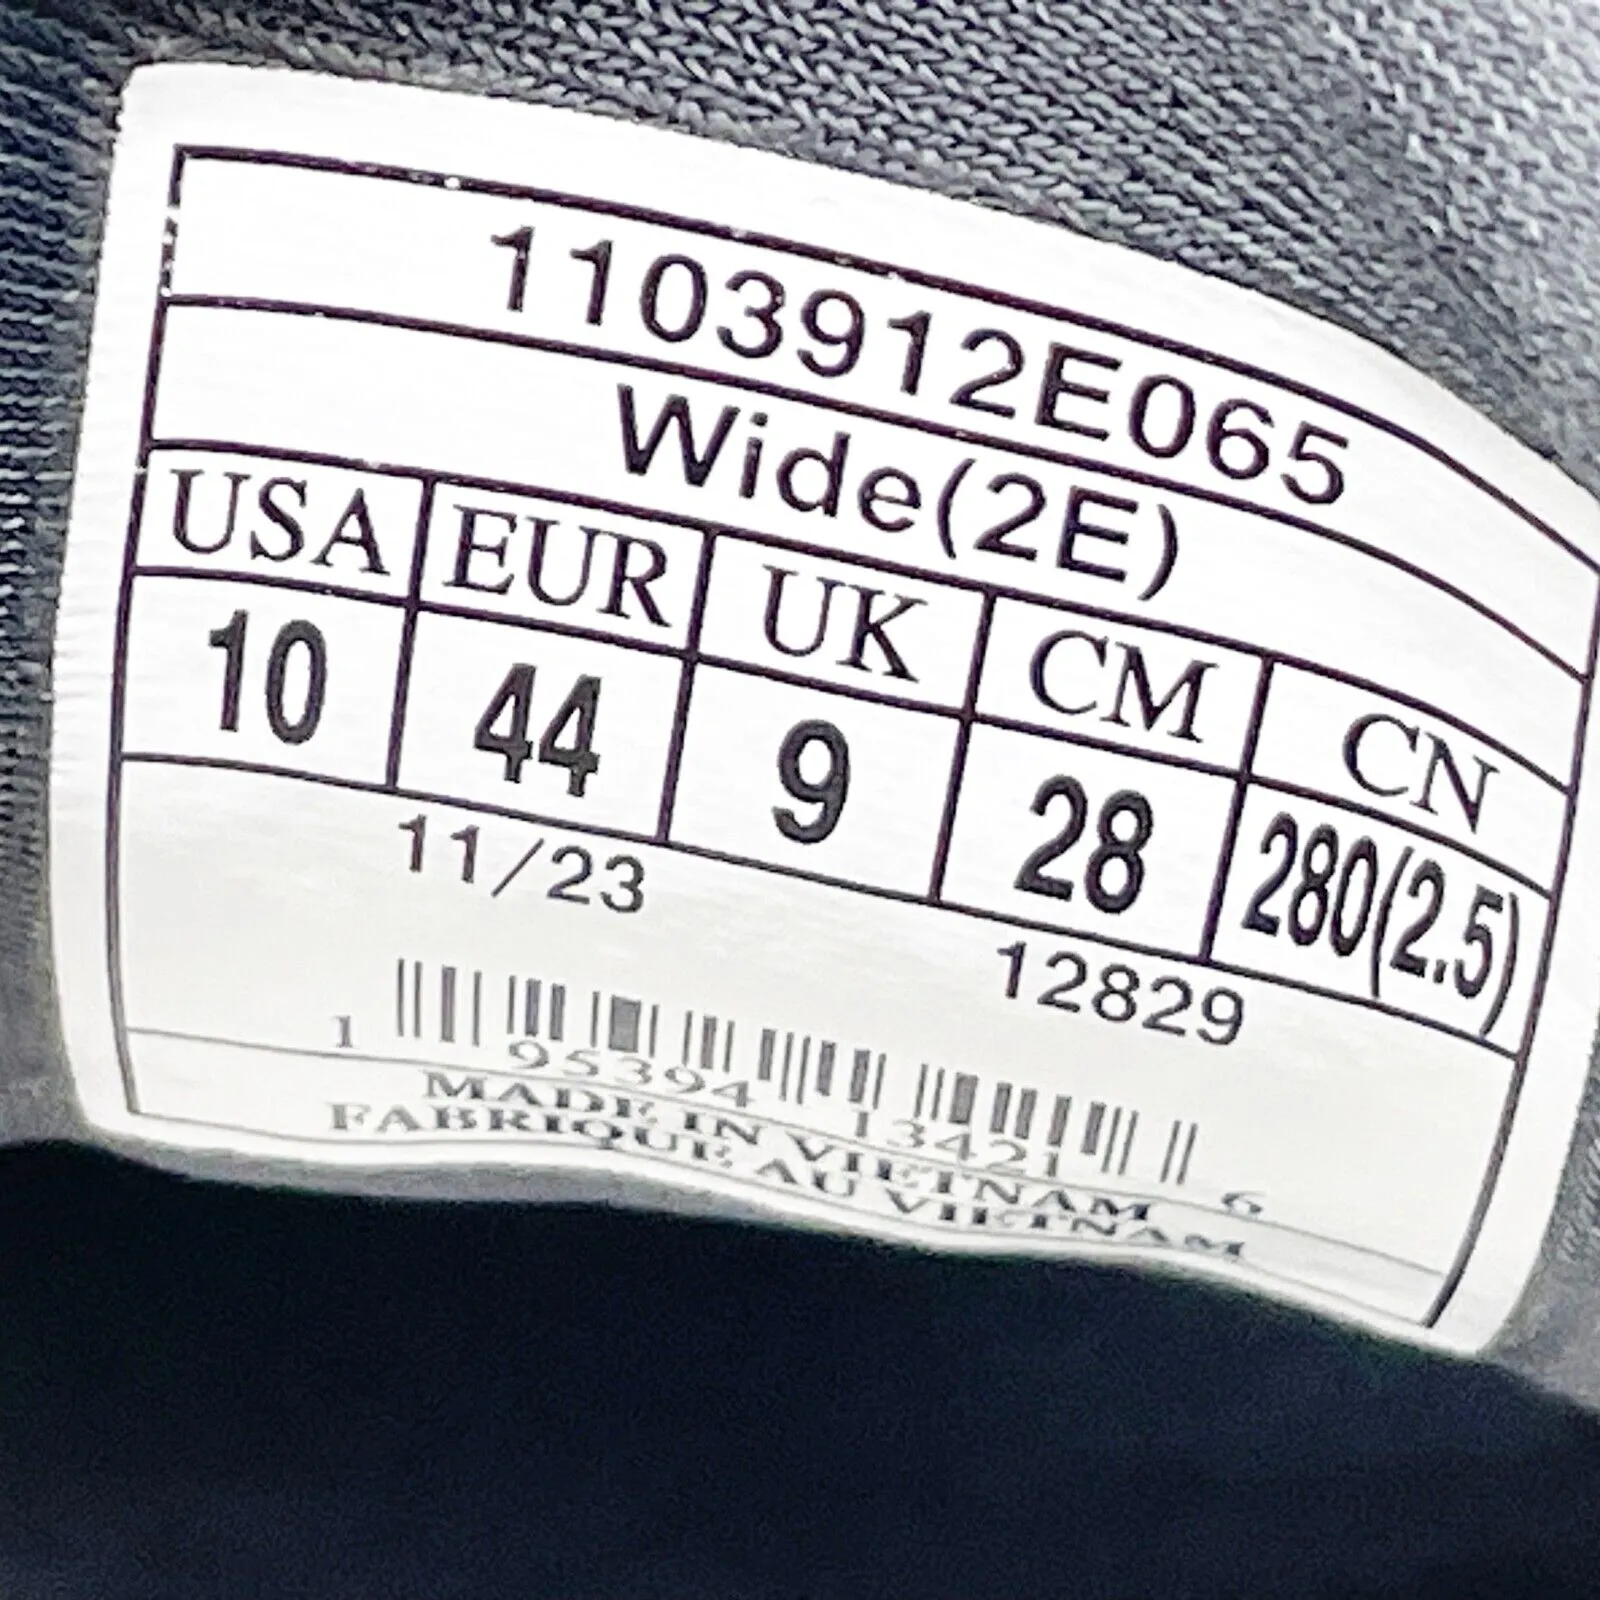 1103912E065
Wide(2E)
USA EUR UK CM CN
10 44 9 28 280(2.5)
11/23 12829
1 95394 13421 6
MADE IN VIETNAM
FABRIQUE AU VIETNAM